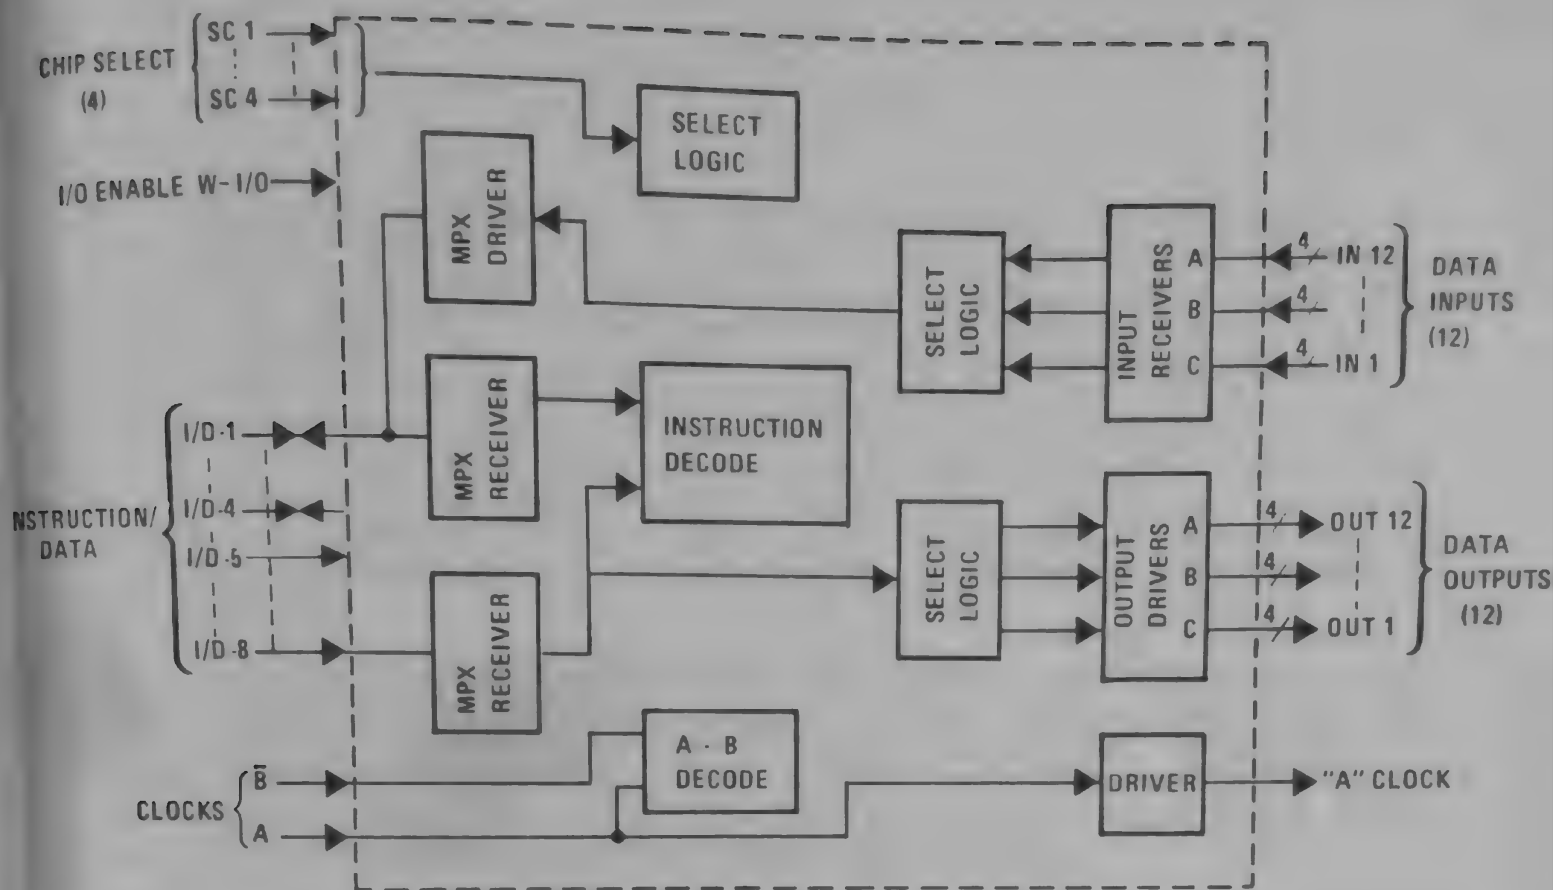 CHIP SELECT
(4)
SC 1
SC 4
I/O ENABLE W-I/O
SELECT
LOGIC
MPX
DRIVER
SELECT
LOGIC
INPUT
RECEIVERS
A
B
C
4
IN 12
4
4
IN 1
DATA
INPUTS
(12)
MPX
RECEIVER
INSTRUCTION
DECODE
NSTRUCTION/
DATA
I/D-1
I/D-4
I/D-5
I/D-8
MPX
RECEIVER
SELECT
LOGIC
OUTPUT
DRIVERS
A
B
C
4
OUT 12
4
4
OUT 1
DATA
OUTPUTS
(12)
CLOCKS
B̅
A
A · B
DECODE
DRIVER
"A" CLOCK